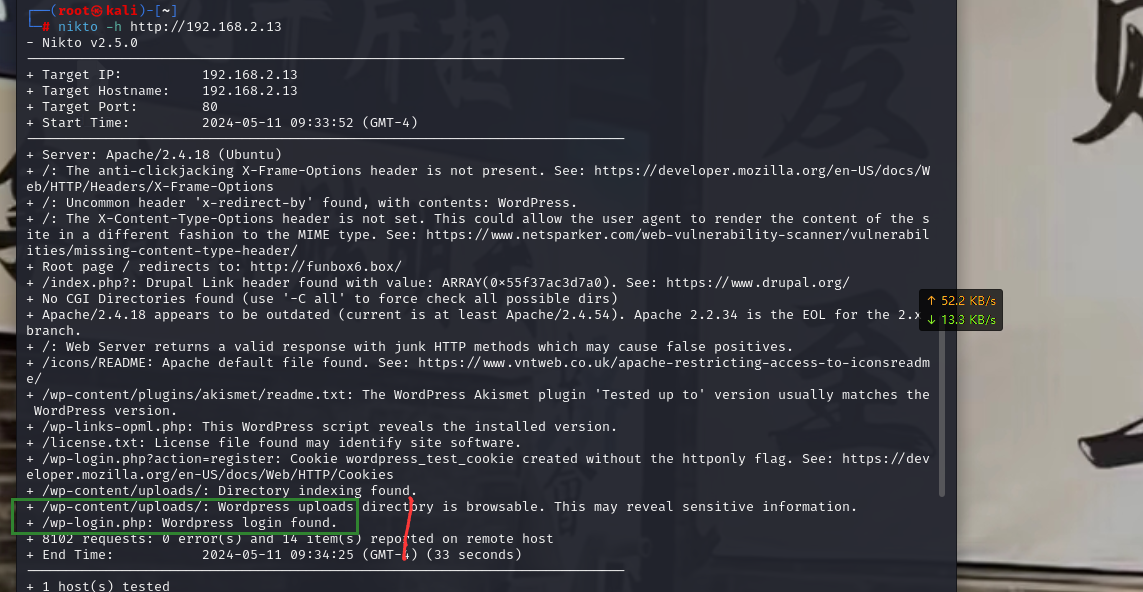 ┌──(root㉿kali)-[~]
└─# nikto -h http://192.168.2.13
- Nikto v2.5.0
+ Target IP:          192.168.2.13
+ Target Hostname:    192.168.2.13
+ Target Port:        80
+ Start Time:         2024-05-11 09:33:52 (GMT-4)
+ Server: Apache/2.4.18 (Ubuntu)
+ /: The anti-clickjacking X-Frame-Options header is not present. See: https://developer.mozilla.org/en-US/docs/W
eb/HTTP/Headers/X-Frame-Options
+ /: Uncommon header 'x-redirect-by' found, with contents: WordPress.
+ /: The X-Content-Type-Options header is not set. This could allow the user agent to render the content of the s
ite in a different fashion to the MIME type. See: https://www.netsparker.com/web-vulnerability-scanner/vulnerabil
ities/missing-content-type-header/
+ Root page / redirects to: http://funbox6.box/
+ /index.php?: Drupal Link header found with value: ARRAY(0x55f37ac3d7a0). See: https://www.drupal.org/
+ No CGI Directories found (use '-C all' to force check all possible dirs)
+ Apache/2.4.18 appears to be outdated (current is at least Apache/2.4.54). Apache 2.2.34 is the EOL for the 2.x
branch.
+ /: Web Server returns a valid response with junk HTTP methods which may cause false positives.
+ /icons/README: Apache default file found. See: https://www.vntweb.co.uk/apache-restricting-access-to-iconsreadm
e/
+ /wp-content/plugins/akismet/readme.txt: The WordPress Akismet plugin 'Tested up to' version usually matches the
 WordPress version.
+ /wp-links-opml.php: This WordPress script reveals the installed version.
+ /license.txt: License file found may identify site software.
+ /wp-login.php?action=register: Cookie wordpress_test_cookie created without the httponly flag. See: https://dev
eloper.mozilla.org/en-US/docs/Web/HTTP/Cookies
+ /wp-content/uploads/: Directory indexing found.
+ /wp-content/uploads/: Wordpress uploads directory is browsable. This may reveal sensitive information.
+ /wp-login.php: Wordpress login found.
+ 8102 requests: 0 error(s) and 14 item(s) reported on remote host
+ End Time:           2024-05-11 09:34:25 (GMT-4) (33 seconds)
+ 1 host(s) tested
↑ 52.2 KB/s
↓ 13.3 KB/s